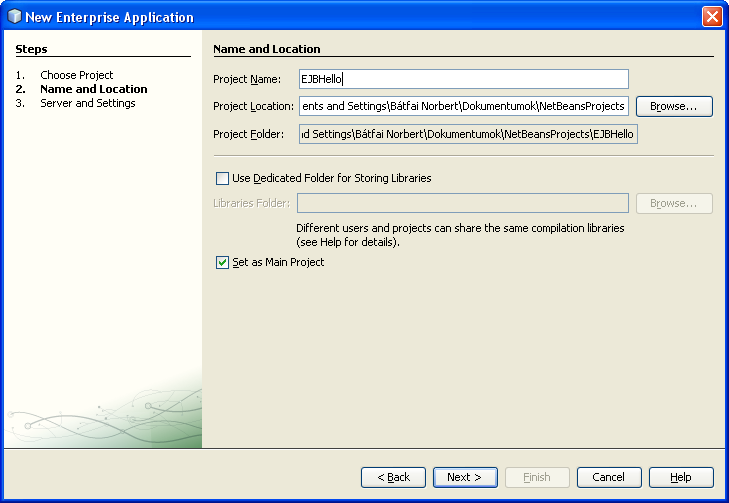 New Enterprise Application
Steps
1. Choose Project
2. Name and Location
3. Server and Settings
Name and Location
Project Name: EJBHello
Project Location: ents and Settings\Bátfai Norbert\Dokumentumok\NetBeansProjects Browse...
Project Folder: d Settings\Bátfai Norbert\Dokumentumok\NetBeansProjects\EJBHello
Use Dedicated Folder for Storing Libraries
Libraries Folder: Browse...
Different users and projects can share the same compilation libraries
(see Help for details).
Set as Main Project
< Back Next > Finish Cancel Help